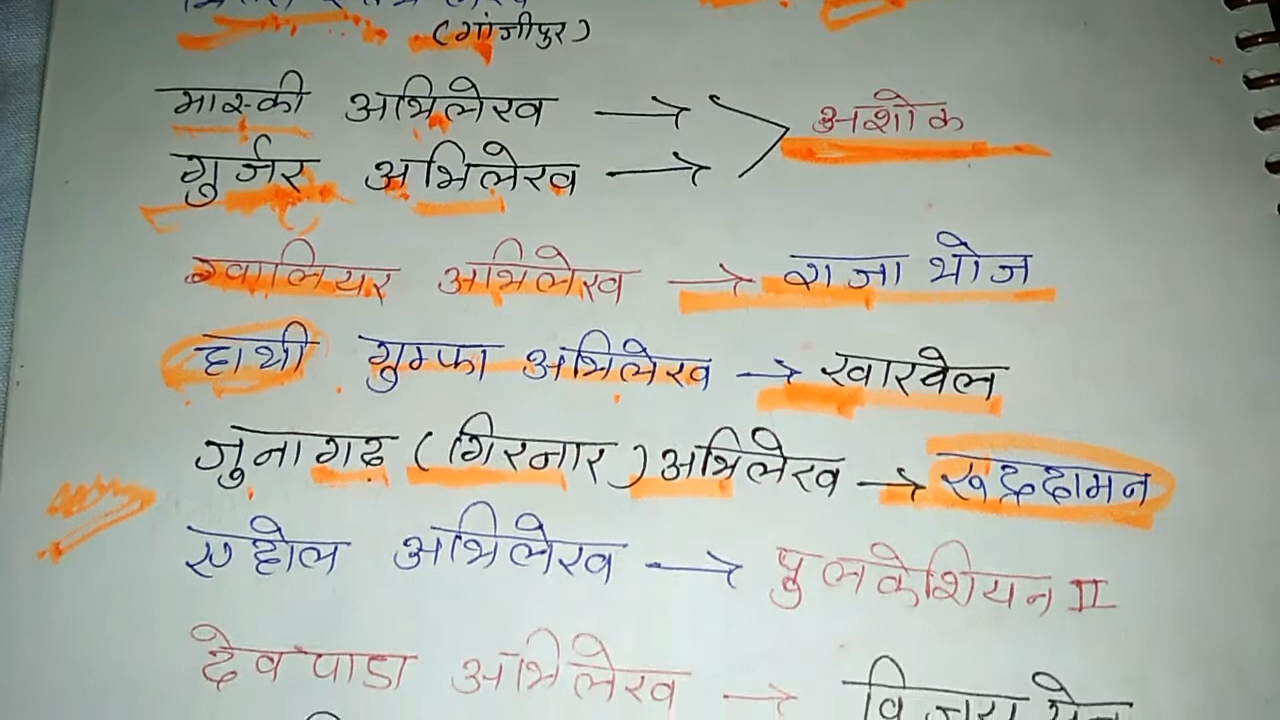 (गांजीपुर)
मास्की अभिलेख →
अशोक
गुर्जर अभिलेख →
ग्वालियर अभिलेख → राजा भोज
हाथी गुम्फा अभिलेख → खारवेल
जुनागढ (गिरनार) अभिलेख → रूद्रदामन
एहोल अभिलेख → पुलकेशियन II
देवपाडा अभिलेख → विजय सेन